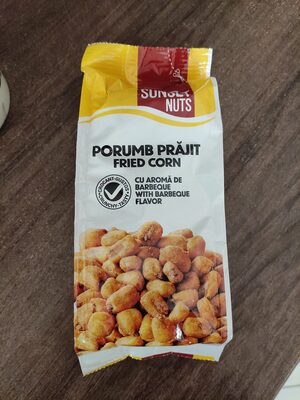 SUNSET
NUTS
PORUMB PRĂJIT
FRIED CORN
CU AROMĂ DE
BARBEQUE
WITH BARBEQUE
FLAVOR